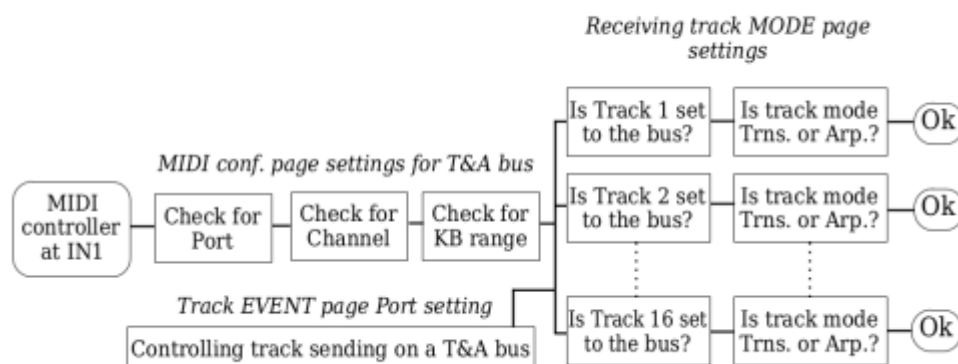 Receiving track MODE page
settings
Is Track 1 set
to the bus?
Is track mode
Trns. or Arp.?
Ok
MIDI conf. page settings for T&A bus
MIDI
controller
at IN1
Check for
Port
Check for
Channel
Check for
KB range
Is Track 2 set
to the bus?
Is track mode
Trns. or Arp.?
Ok
Track EVENT page Port setting
Controlling track sending on a T&A bus
Is Track 16 set
to the bus?
Is track mode
Trns. or Arp.?
Ok